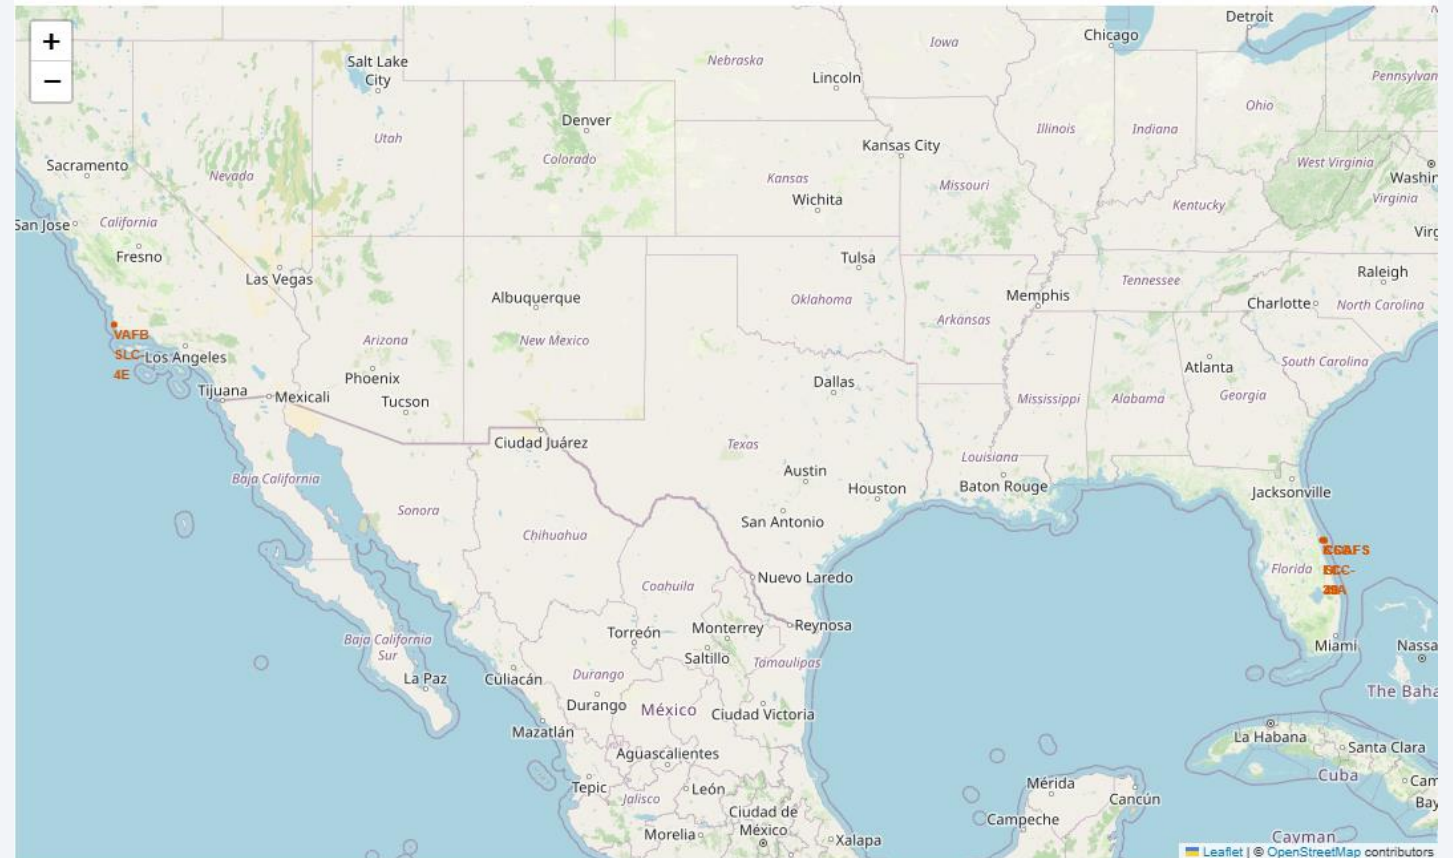 +
−
Detroit
Chicago
Iowa
Nebraska
Salt Lake
City
Lincoln
Pennsylvan
Ohio
Denver
Illinois
Indiana
Utah
Kansas City
Colorado
Sacramento
West Virginia
Nevada
Kansas
Missouri
Washin
Wichita
Virginia
Kentucky
California
San Jose
Virg
Fresno
Tulsa
Las Vegas
Raleigh
Tennessee
Albuquerque
Memphis
Oklahoma
Charlotte
North Carolina
Arkansas
VAFB
SLC-
4E
Los Angeles
Arizona
New Mexico
South Carolina
Atlanta
Phoenix
Dallas
Tijuana
Mexicali
Tucson
Mississippi
Alabama
Georgia
Ciudad Juárez
Texas
Louisiana
Austin
Baja California
Houston
Baton Rouge
Jacksonville
Sonora
San Antonio
Chihuahua
Florida
Nuevo Laredo
Coahuila
Reynosa
Torreón
Monterrey
Baja California
Sur
Miami
Nassa
Saltillo
Tamaulipas
La Paz
Culiacán
Durango
The Baha
Durango
México
Ciudad Victoria
Mazatlán
La Habana
Santa Clara
Aguascalientes
Cuba
Tepic
León
Mérida
Cam
Jalisco
Cancún
Bay
Ciudad de
México
Campeche
Morelia
Xalapa
Cayman
Leaflet | © OpenStreetMap contributors